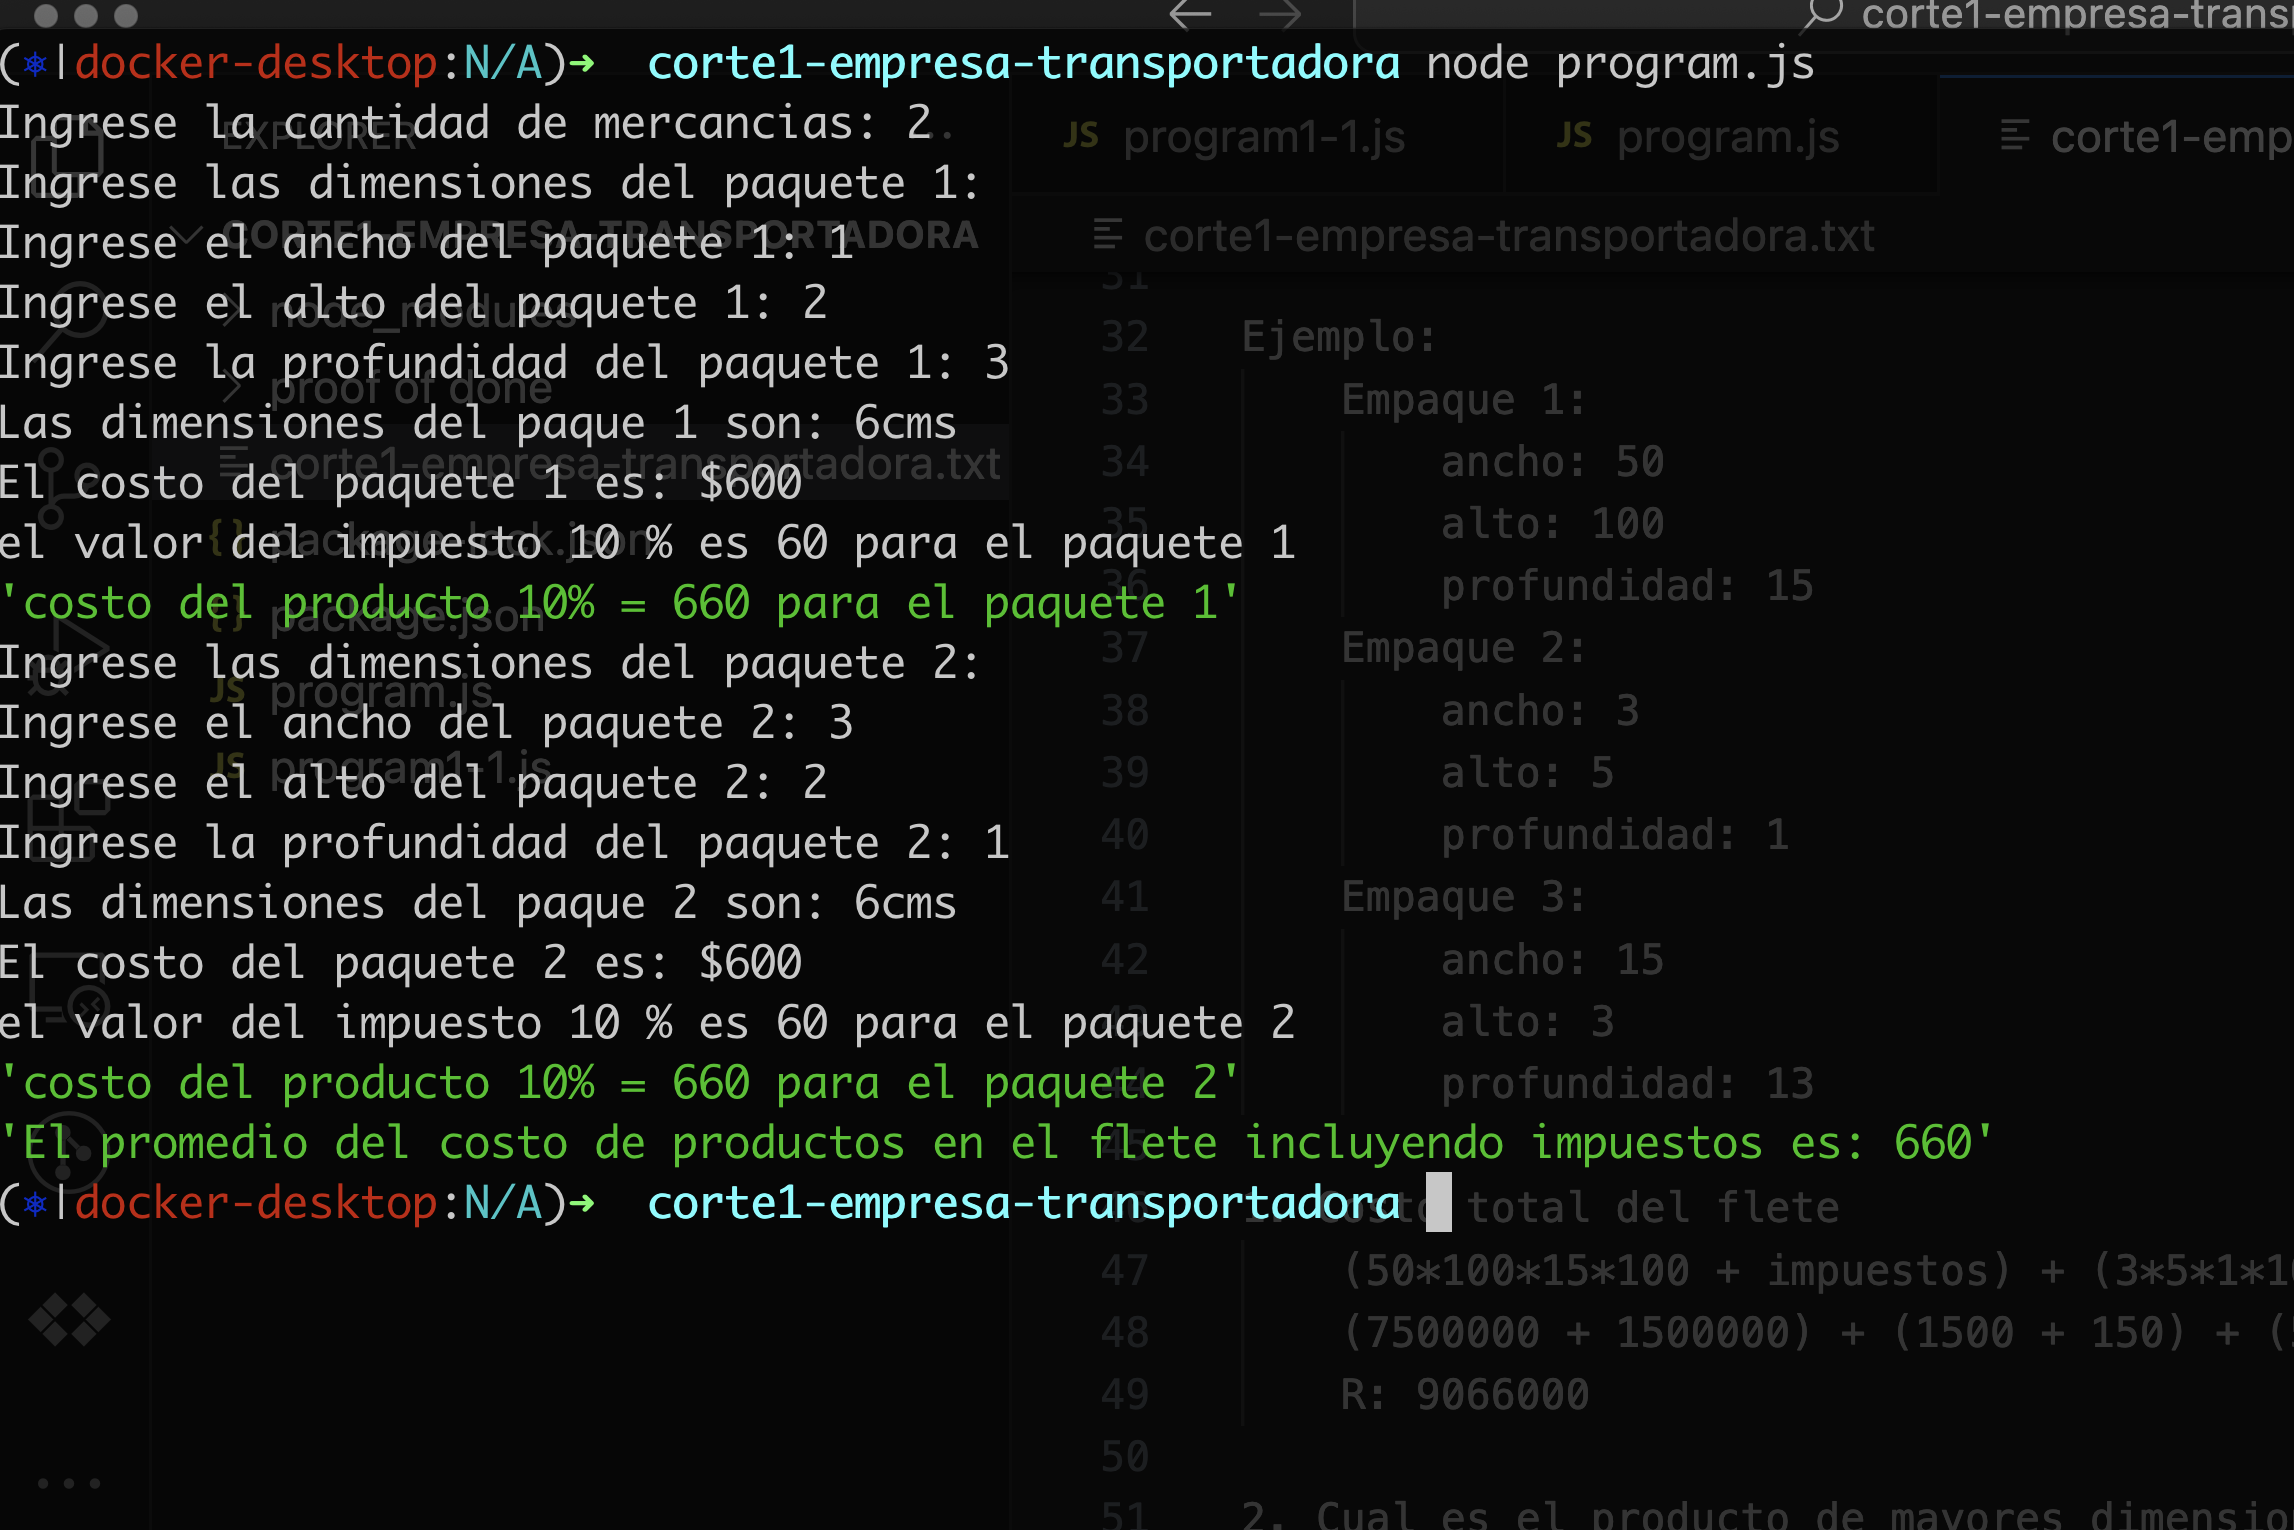 corte1-empresa-trans
(⎈|docker-desktop:N/A)➜  corte1-empresa-transportadora node program.js
Ingrese la cantidad de mercancias: 2
Ingrese las dimensiones del paquete 1:
Ingrese el ancho del paquete 1: 1
Ingrese el alto del paquete 1: 2
Ingrese la profundidad del paquete 1: 3
Las dimensiones del paque 1 son: 6cms
El costo del paquete 1 es: $600
el valor del impuesto 10 % es 60 para el paquete 1
'costo del producto 10% = 660 para el paquete 1'
Ingrese las dimensiones del paquete 2:
Ingrese el ancho del paquete 2: 3
Ingrese el alto del paquete 2: 2
Ingrese la profundidad del paquete 2: 1
Las dimensiones del paque 2 son: 6cms
El costo del paquete 2 es: $600
el valor del impuesto 10 % es 60 para el paquete 2
'costo del producto 10% = 660 para el paquete 2'
'El promedio del costo de productos en el flete incluyendo impuestos es: 660'
(⎈|docker-desktop:N/A)➜  corte1-empresa-transportadora
EXPLORER
CORTE1-EMPRESA-TRANSPORTADORA
node_modules
proof of done
corte1-empresa-transportadora.txt
{} package-lock.json
{} package.json
JS program.js
JS program1-1.js
JS program1-1.js
JS program.js
corte1-emp
corte1-empresa-transportadora.txt
31
32 Ejemplo:
33 Empaque 1:
34 ancho: 50
35 alto: 100
36 profundidad: 15
37 Empaque 2:
38 ancho: 3
39 alto: 5
40 profundidad: 1
41 Empaque 3:
42 ancho: 15
43 alto: 3
44 profundidad: 13
45
46 1. Costo total del flete
47 (50*100*15*100 + impuestos) + (3*5*1*10
48 (7500000 + 1500000) + (1500 + 150) + (
49 R: 9066000
50
51 2. Cual es el producto de mayores dimensio